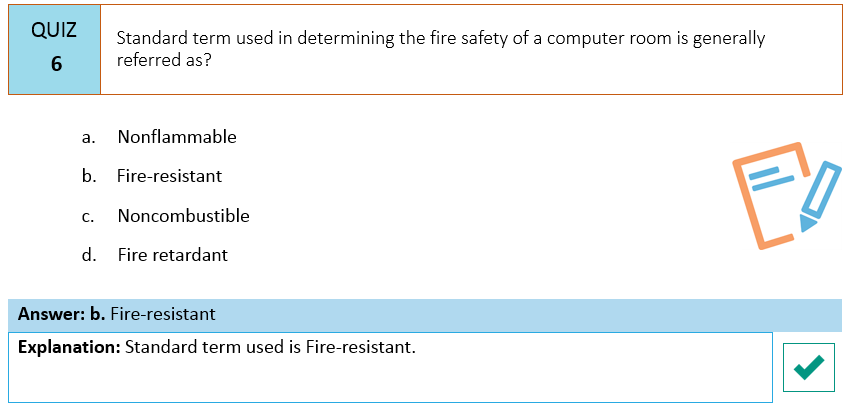 QUIZ
6
Standard term used in determining the fire safety of a computer room is generally
referred as?
a. Nonflammable
b. Fire-resistant
c. Noncombustible
d. Fire retardant
Answer: b. Fire-resistant
Explanation: Standard term used is Fire-resistant.